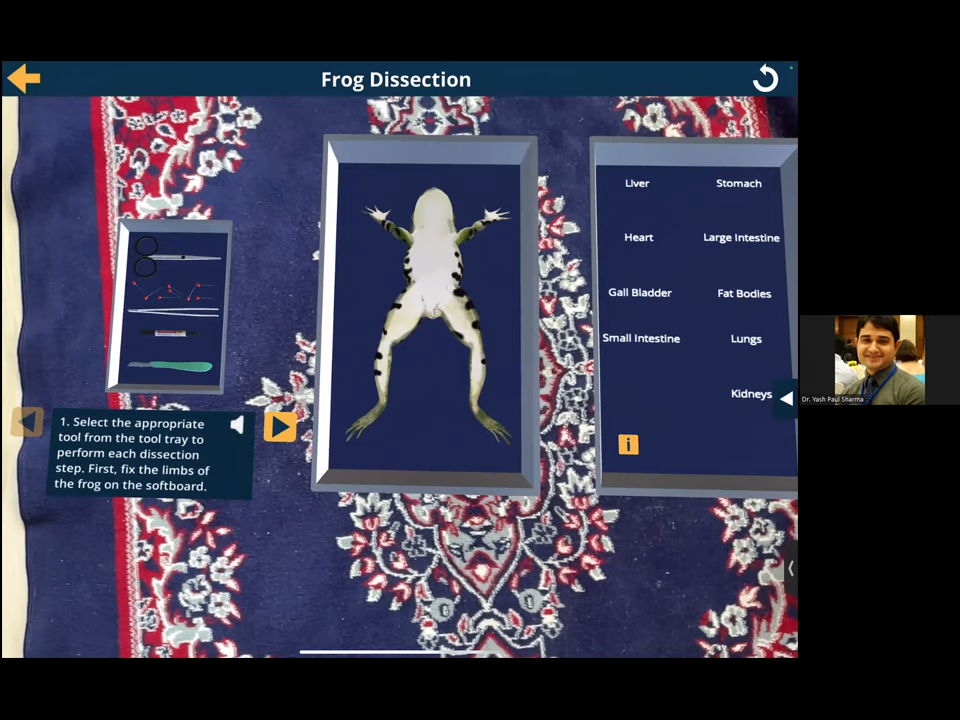 Frog Dissection
1. Select the appropriate
tool from the tool tray to
perform each dissection
step. First, fix the limbs of
the frog on the softboard.
Liver Stomach
Heart Large Intestine
Gall Bladder Fat Bodies
Small Intestine Lungs
Kidneys
i
Dr. Yash Paul Sharma